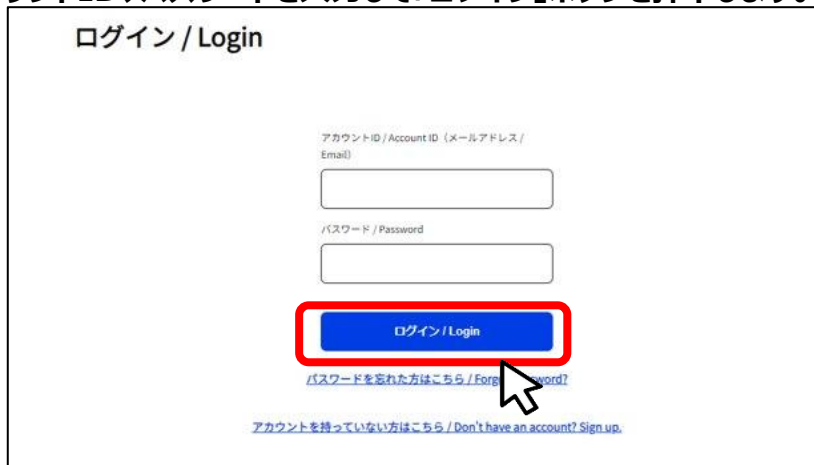 ログイン / Login
アカウントID / Account ID（メールアドレス /
Email)
パスワード / Password
ログイン / Login
パスワードを忘れた方はこちら / Forgot Password?
アカウントを持っていない方はこちら / Don't have an account? Sign up.